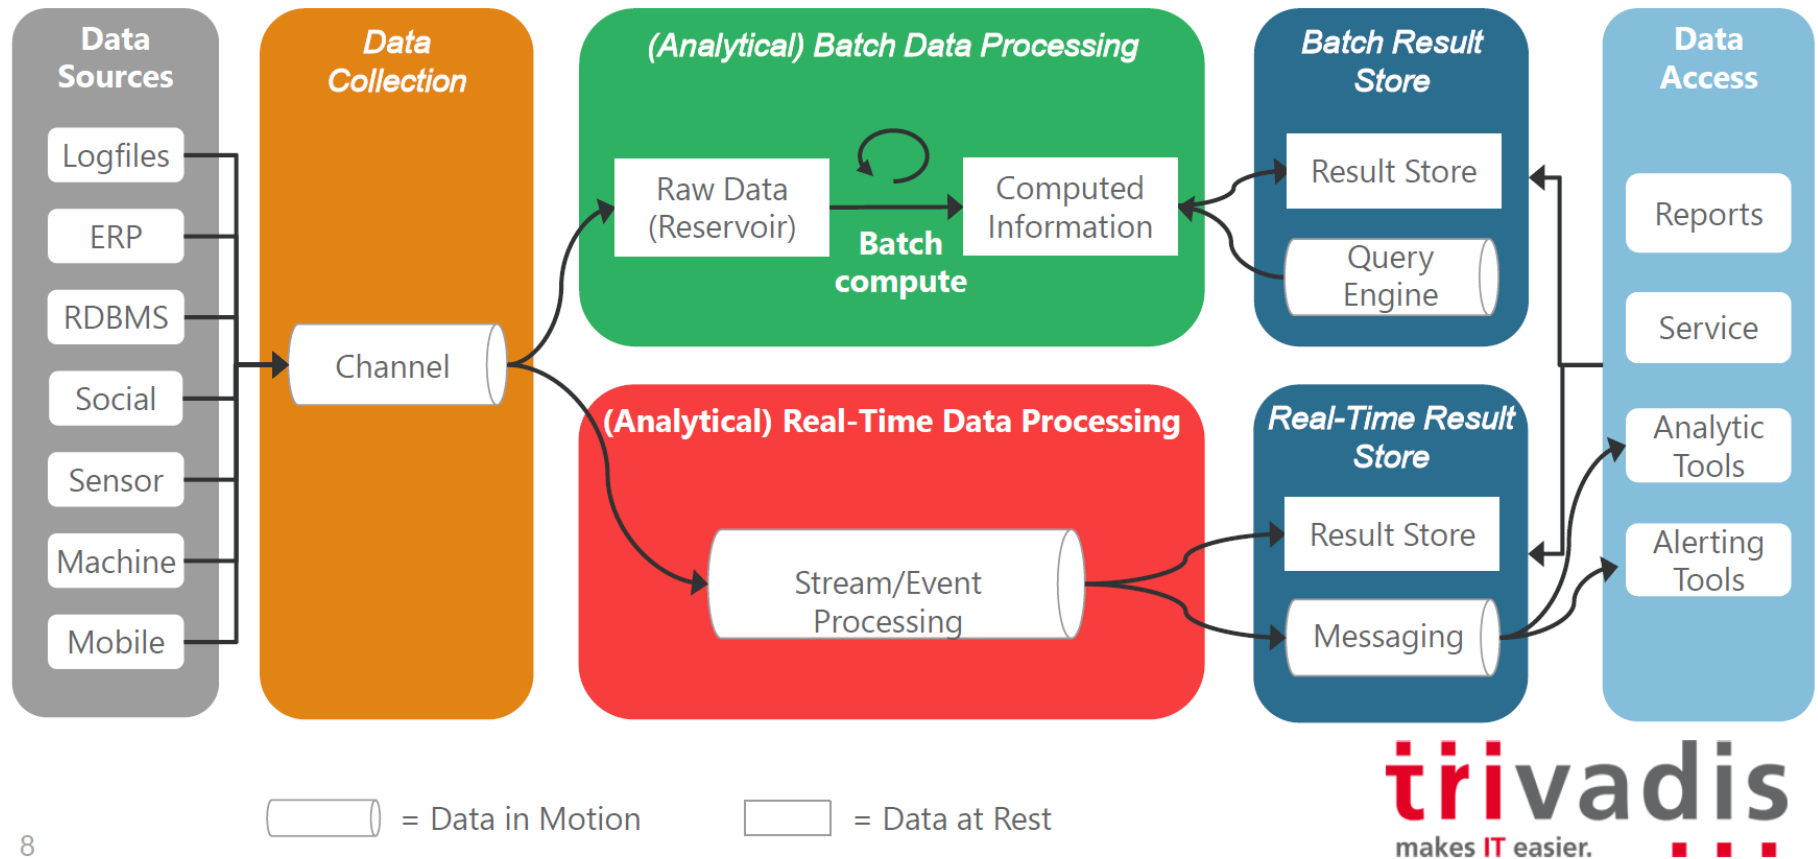 Data
Sources
Logfiles
ERP
RDBMS
Social
Sensor
Machine
Mobile
Data
Collection
Channel
(Analytical) Batch Data Processing
Raw Data
(Reservoir)
Batch
compute
Computed
Information
(Analytical) Real-Time Data Processing
Stream/Event
Processing
Batch Result
Store
Result Store
Query
Engine
Real-Time Result
Store
Result Store
Messaging
Data
Access
Reports
Service
Analytic
Tools
Alerting
Tools
= Data in Motion
= Data at Rest
8
trivadis
makes IT easier.